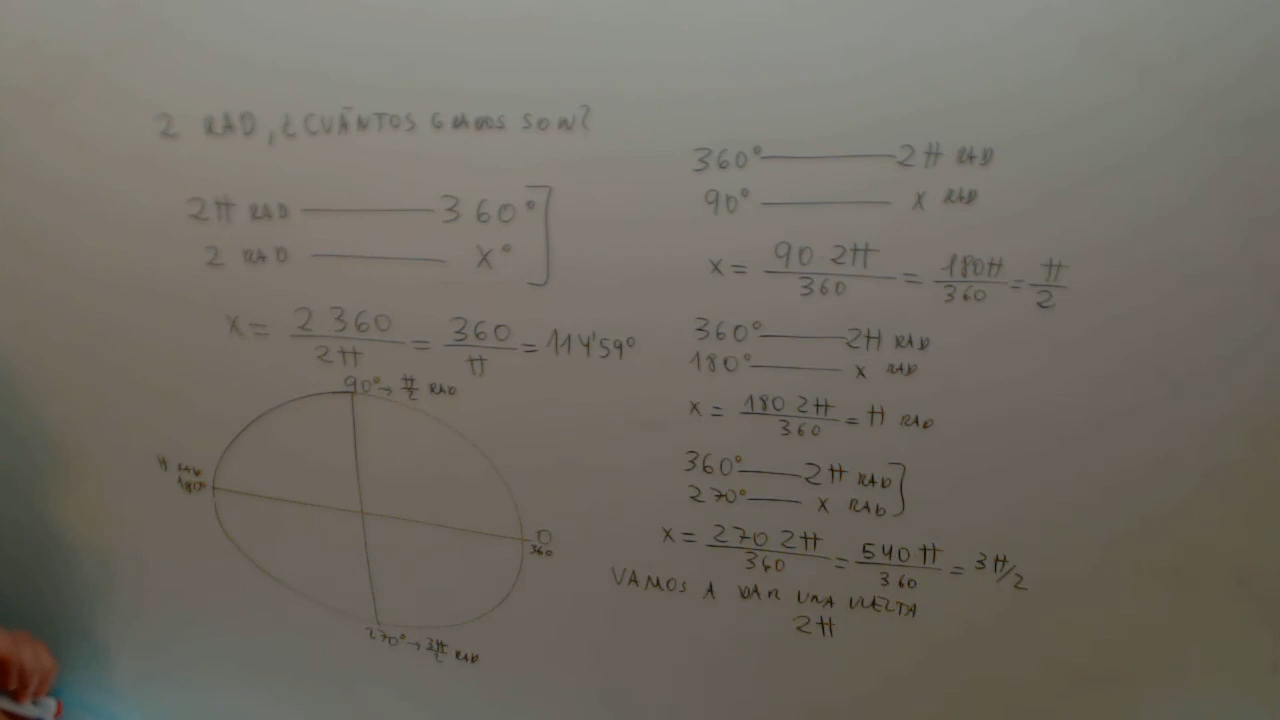 2 RAD, ¿CUÁNTOS GRADOS SON?
2π RAD ——— 360°
2 RAD ——— X°
X = 2 360 / 2π = 360 / π = 114'59°
90° → π/2 RAD
π RAD
180°
0
360
270° → 3π/2 RAD
360° ——— 2π RAD
90° ——— X RAD
X = 90 2π / 360 = 180π / 360 = π / 2
360° ——— 2π RAD
180° ——— X RAD
X = 180 2π / 360 = π RAD
360° ——— 2π RAD
270° ——— X RAD
X = 270 2π / 360 = 540 π / 360 = 3π/2
VAMOS A DAR UNA VUELTA
2π